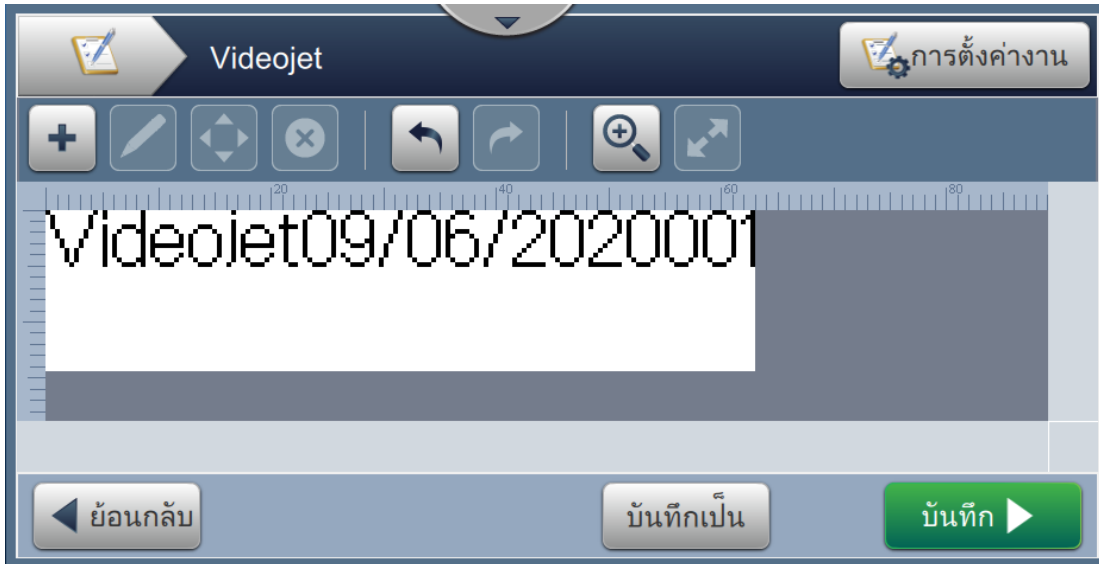 Videojet
การตั้งค่างาน
20 40 60 80
Videojet09/06/2020001
ย้อนกลับ
บันทึกเป็น
บันทึก